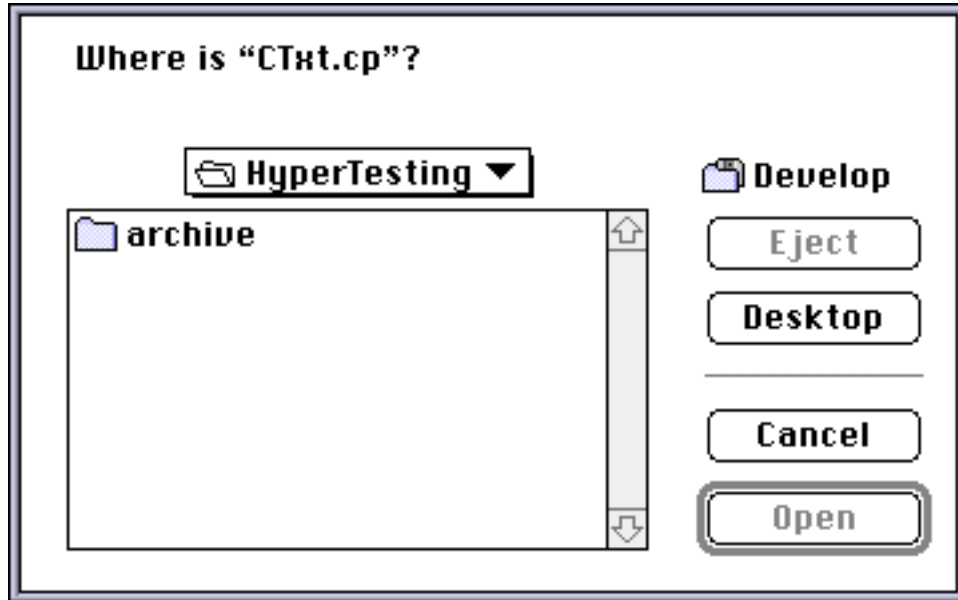 Where is “CTxt.cp”?
HyperTesting
Develop
archive
Eject
Desktop
Cancel
Open